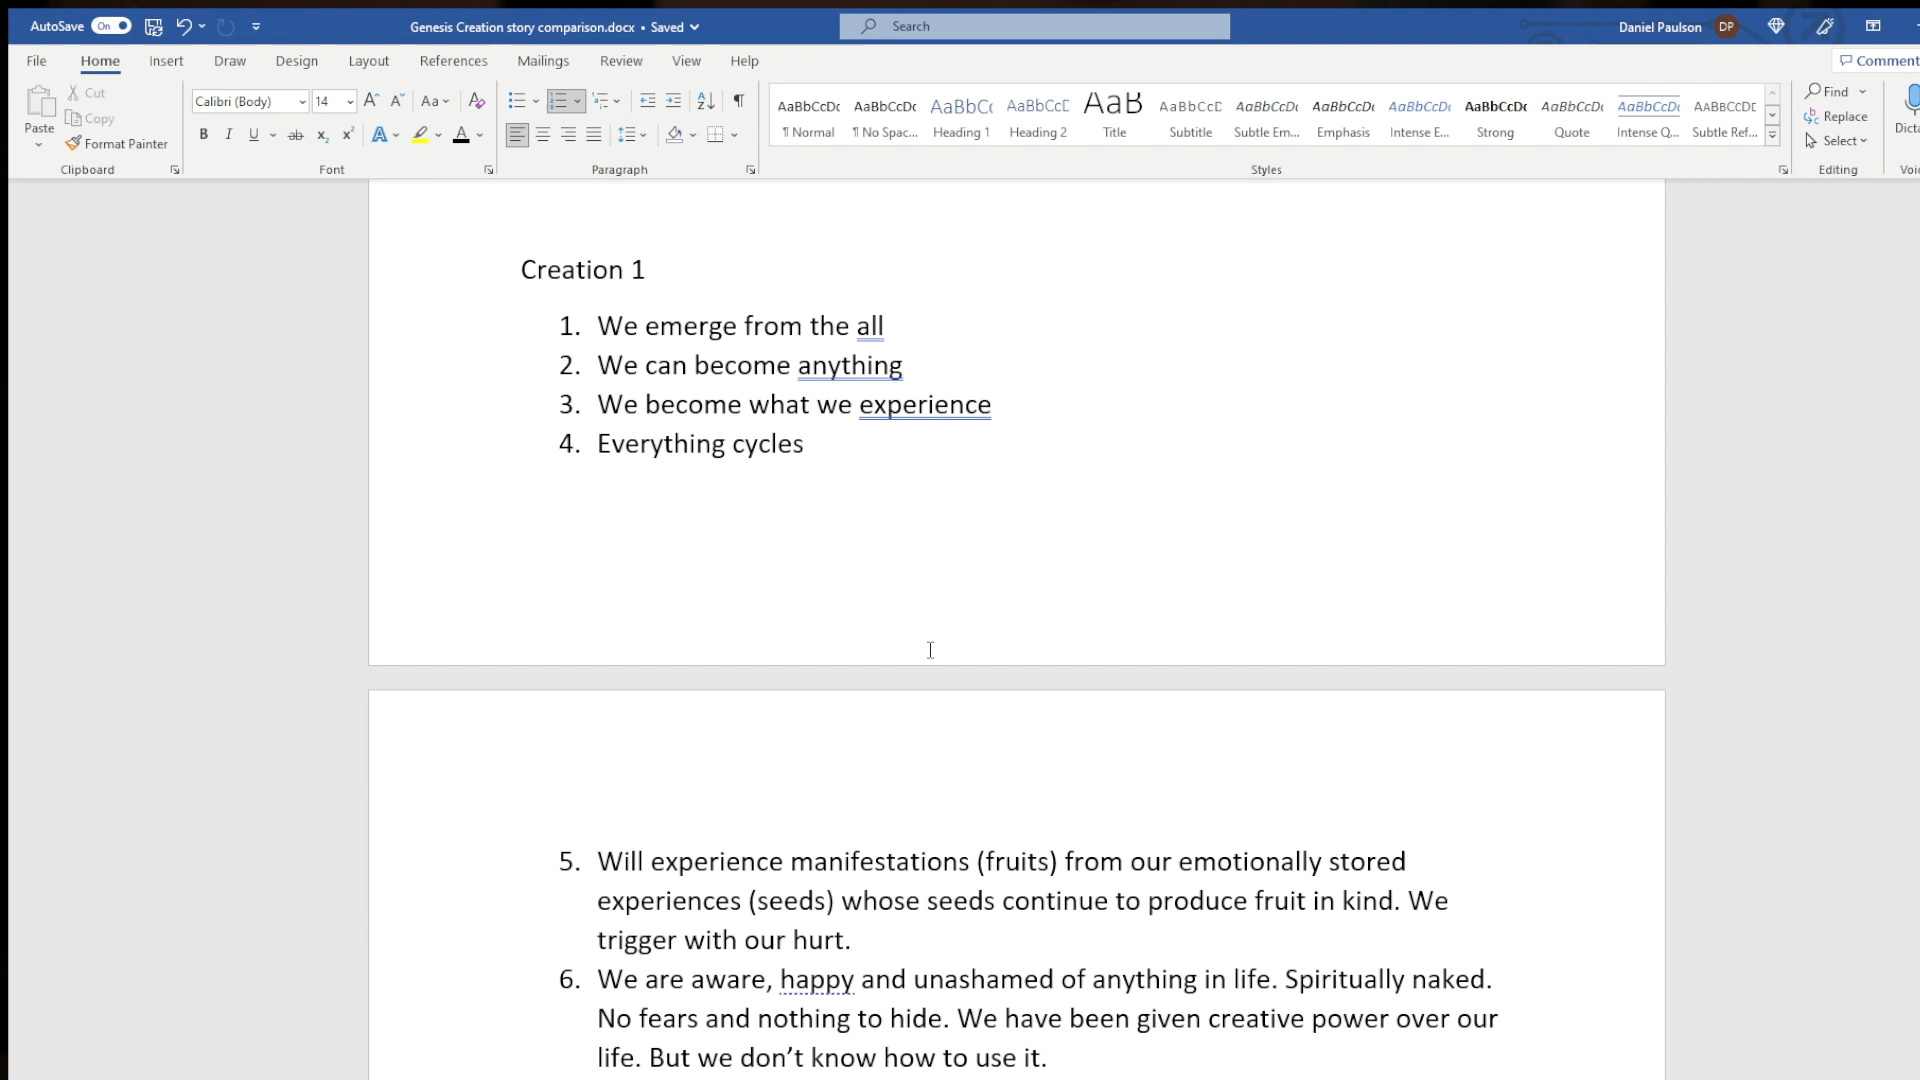 AutoSave On Genesis Creation story comparison.docx • Saved Search Daniel Paulson DP
File Home Insert Draw Design Layout References Mailings Review View Help Comment
Paste Cut Copy Format Painter
Clipboard
Calibri (Body) 14 Aa
B I U ab x₂ x² A A
Font
Paragraph
AaBbCcDc AaBbCcDc AaBbCc AaBbCcD AaB AaBbCcD AaBbCcDc AaBbCcDc AaBbCcDc AaBbCcDc AaBbCcDc AaBbCcDc AABBCCDE
¶ Normal ¶ No Spac... Heading 1 Heading 2 Title Subtitle Subtle Em... Emphasis Intense E... Strong Quote Intense Q... Subtle Ref...
Styles
Find
Replace
Select
Editing
Dicta
Voic
Creation 1
1. We emerge from the all
2. We can become anything
3. We become what we experience
4. Everything cycles
5. Will experience manifestations (fruits) from our emotionally stored
experiences (seeds) whose seeds continue to produce fruit in kind. We
trigger with our hurt.
6. We are aware, happy and unashamed of anything in life. Spiritually naked.
No fears and nothing to hide. We have been given creative power over our
life. But we don’t know how to use it.